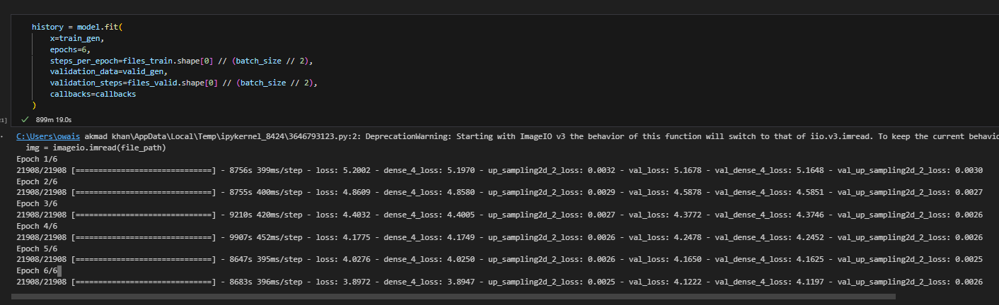 history = model.fit(
x=train_gen,
epochs=6,
steps_per_epoch=files_train.shape[0] // (batch_size // 2),
validation_data=valid_gen,
validation_steps=files_valid.shape[0] // (batch_size // 2),
callbacks=callbacks
)
899m 19.0s
C:\Users\owais akmad khan\AppData\Local\Temp\ipykernel_8424\3646793123.py:2: DeprecationWarning: Starting with ImageIO v3 the behavior of this function will switch to that of iio.v3.imread. To keep the current
img = imageio.imread(file_path)
Epoch 1/6
21908/21908 [==============================] - 8756s 399ms/step - loss: 5.2002 - dense_4_loss: 5.1970 - up_sampling2d_2_loss: 0.0032 - val_loss: 5.1678 - val_dense_4_loss: 5.1648 - val_up_sampling2d_2_loss: 0.0030
Epoch 2/6
21908/21908 [==============================] - 8755s 400ms/step - loss: 4.8609 - dense_4_loss: 4.8580 - up_sampling2d_2_loss: 0.0029 - val_loss: 4.5878 - val_dense_4_loss: 4.5851 - val_up_sampling2d_2_loss: 0.0027
Epoch 3/6
21908/21908 [==============================] - 9210s 420ms/step - loss: 4.4032 - dense_4_loss: 4.4005 - up_sampling2d_2_loss: 0.0027 - val_loss: 4.3772 - val_dense_4_loss: 4.3746 - val_up_sampling2d_2_loss: 0.0026
Epoch 4/6
21908/21908 [==============================] - 9907s 452ms/step - loss: 4.1775 - dense_4_loss: 4.1749 - up_sampling2d_2_loss: 0.0026 - val_loss: 4.2478 - val_dense_4_loss: 4.2452 - val_up_sampling2d_2_loss: 0.0026
Epoch 5/6
21908/21908 [==============================] - 8647s 395ms/step - loss: 4.0276 - dense_4_loss: 4.0250 - up_sampling2d_2_loss: 0.0026 - val_loss: 4.1650 - val_dense_4_loss: 4.1625 - val_up_sampling2d_2_loss: 0.0025
Epoch 6/6
21908/21908 [==============================] - 8683s 396ms/step - loss: 3.8972 - dense_4_loss: 3.8947 - up_sampling2d_2_loss: 0.0025 - val_loss: 4.1222 - val_dense_4_loss: 4.1197 - val_up_sampling2d_2_loss: 0.0026